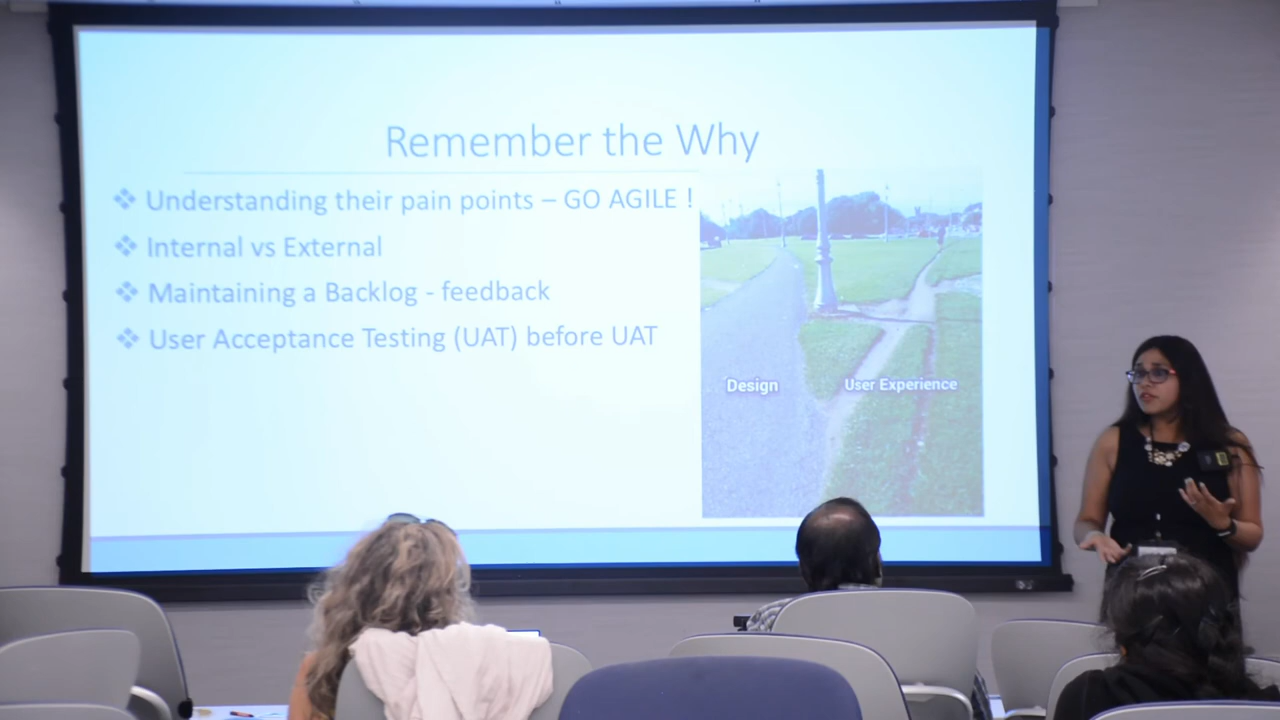 Remember the Why
❖ Understanding their pain points – GO AGILE !
❖ Internal vs External
❖ Maintaining a Backlog - feedback
❖ User Acceptance Testing (UAT) before UAT
Design
User Experience